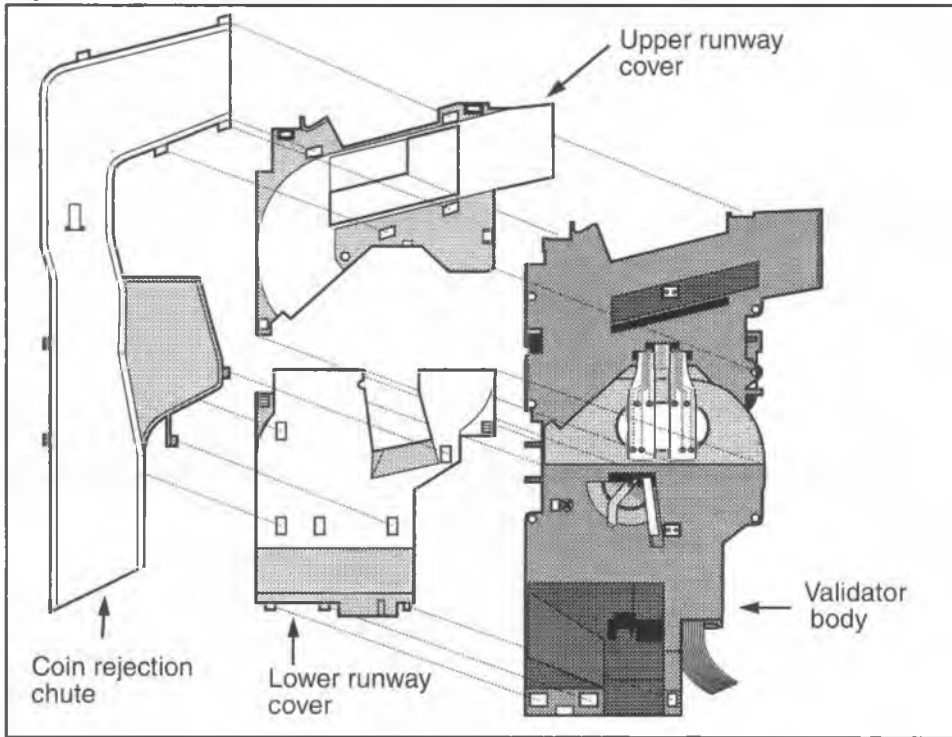 Upper runway
cover
Validator
body
Coin rejection
chute
Lower runway
cover